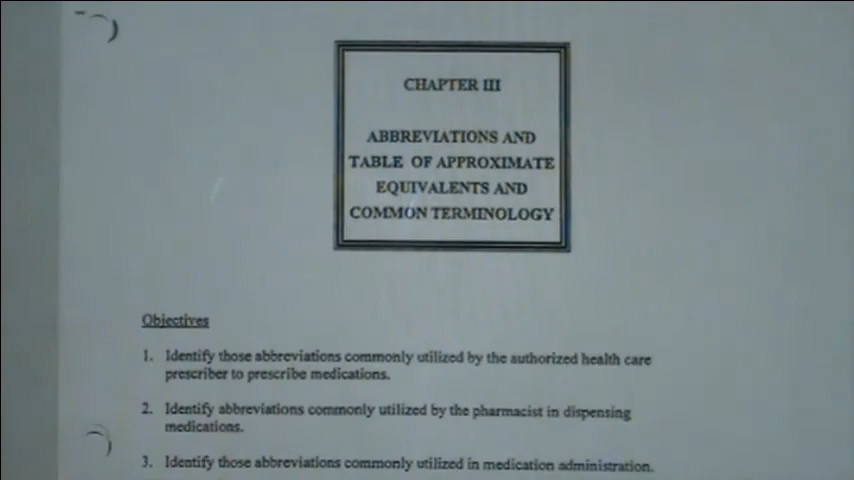 CHAPTER III
ABBREVIATIONS AND
TABLE OF APPROXIMATE
EQUIVALENTS AND
COMMON TERMINOLOGY
Objectives
1. Identify those abbreviations commonly utilized by the authorized health care
prescriber to prescribe medications.
2. Identify abbreviations commonly utilized by the pharmacist in dispensing
medications.
3. Identify those abbreviations commonly utilized in medication administration.